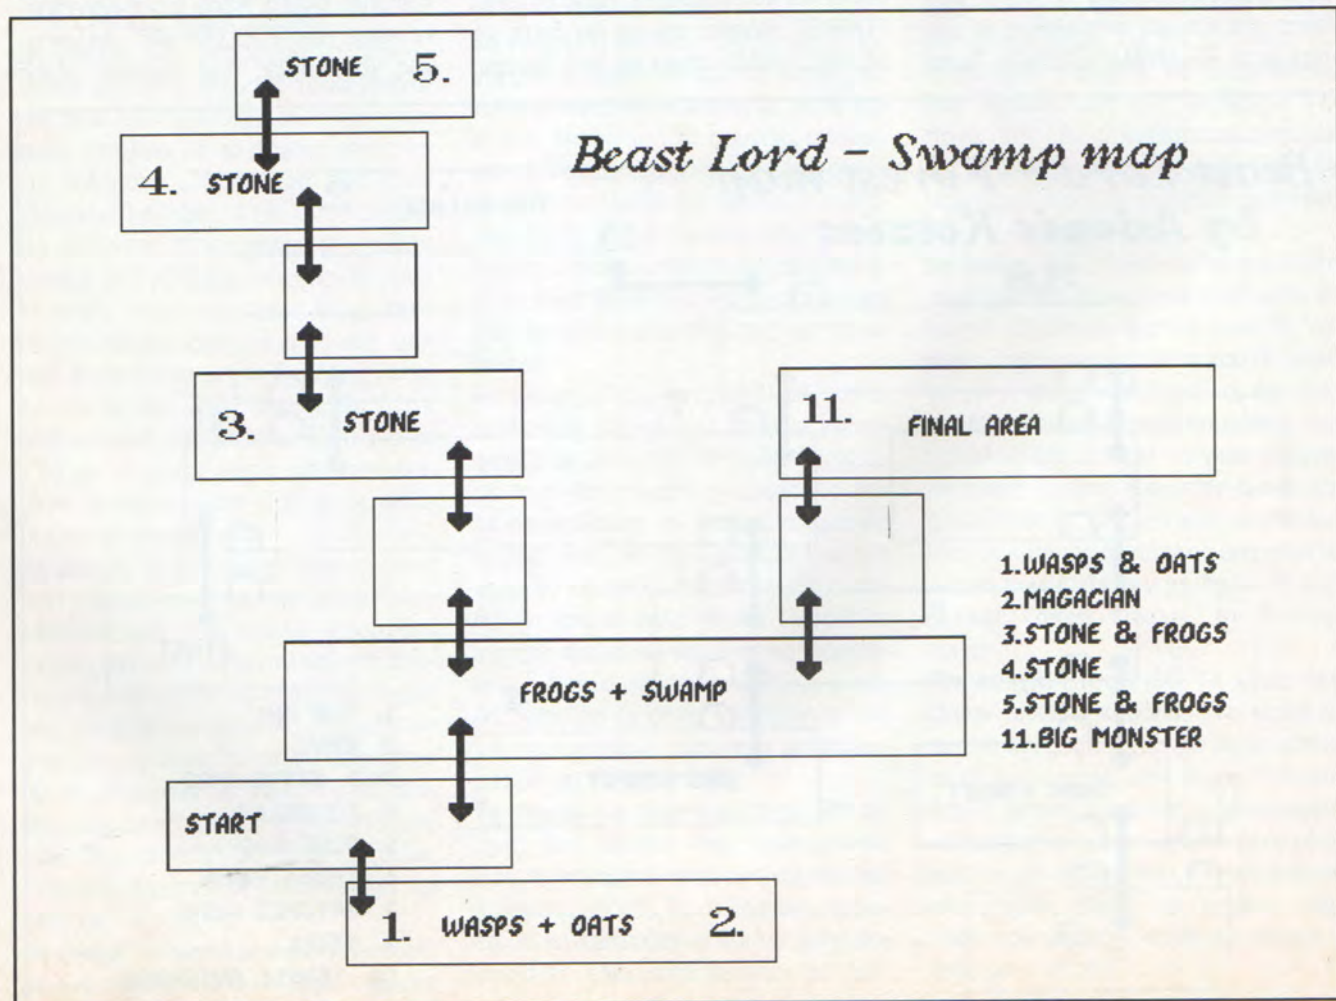 STONE 5.
Beast Lord - Swamp map
4. STONE
3. STONE
11. FINAL AREA
1.WASPS & OATS
2.MAGACIAN
3.STONE & FROGS
4.STONE
5.STONE & FROGS
11.BIG MONSTER
FROGS + SWAMP
START
1. WASPS + OATS 2.